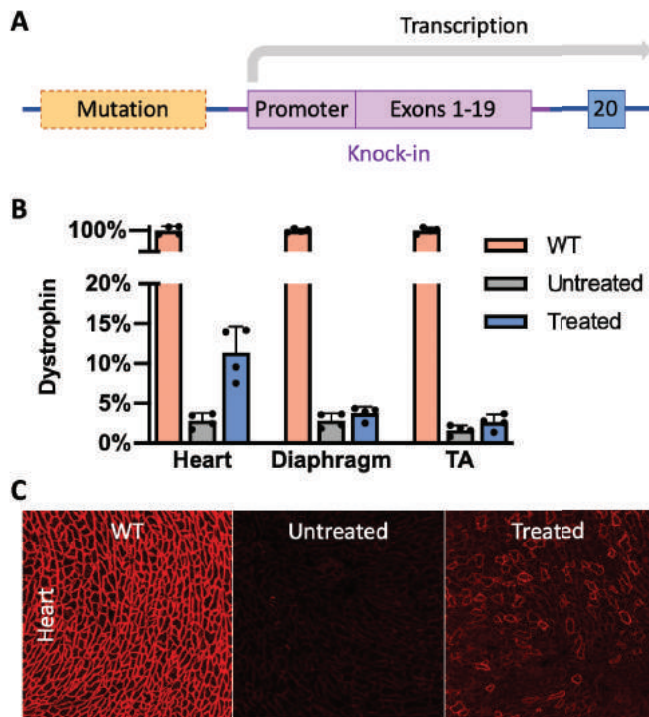 A
Transcription
Mutation
Promoter
Exons 1-19
20
Knock-in
B
100%
20%
15%
10%
5%
0%
Dystrophin
WT
Untreated
Treated
Heart
Diaphragm
TA
C
WT
Untreated
Treated
Heart